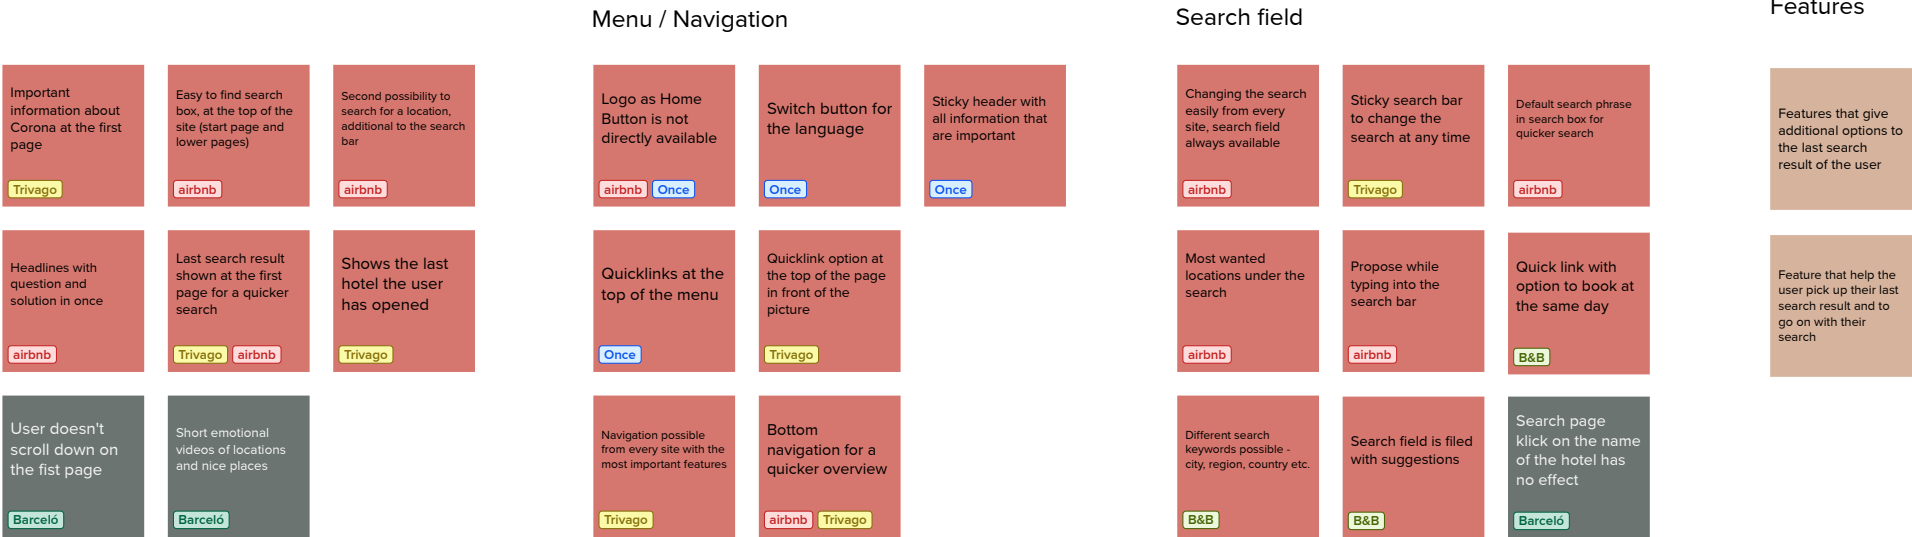 Menu / Navigation
Search field
Features
Important
information about
Corona at the first
page
Trivago
Easy to find search
box, at the top of the
site (start page and
lower pages)
airbnb
Second possibility to
search for a location,
additional to the search
bar
airbnb
Headlines with
question and
solution in once
airbnb
Last search result
shown at the first
page for a quicker
search
Trivago airbnb
Shows the last
hotel the user
has opened
Trivago
User doesn't
scroll down on
the fist page
Barceló
Short emotional
videos of locations
and nice places
Barceló
Logo as Home
Button is not
directly available
airbnb Once
Switch button for
the language
Once
Sticky header with
all information that
are important
Once
Quicklinks at the
top of the menu
Once
Quicklink option at
the top of the page
in front of the
picture
Trivago
Navigation possible
from every site with the
most important features
Trivago
Bottom
navigation for a
quicker overview
airbnb Trivago
Changing the search
easily from every
site, search field
always available
airbnb
Sticky search bar
to change the
search at any time
Trivago
Default search phrase
in search box for
quicker search
airbnb
Most wanted
locations under the
search
airbnb
Propose while
typing into the
search bar
airbnb
Quick link with
option to book at
the same day
B&B
Different search
keywords possible -
city, region, country etc.
B&B
Search field is filed
with suggestions
B&B
Search page
klick on the name
of the hotel has
no effect
Barceló
Features that give
additional options to
the last search
result of the user
Feature that help the
user pick up their last
search result and to
go on with their
search